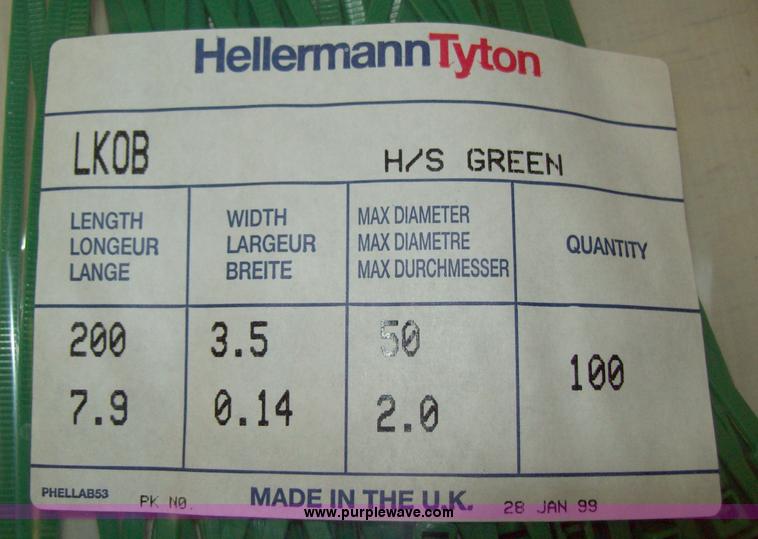 HellermannTyton
LK0B H/S GREEN
LENGTH
LONGEUR
LANGE
WIDTH
LARGEUR
BREITE
MAX DIAMETER
MAX DIAMETRE
MAX DURCHMESSER
QUANTITY
200 3.5 50
100
7.9 0.14 2.0
PHELLAB53 PK NO. MADE IN THE U.K. 28 JAN 99
www.purplewave.com